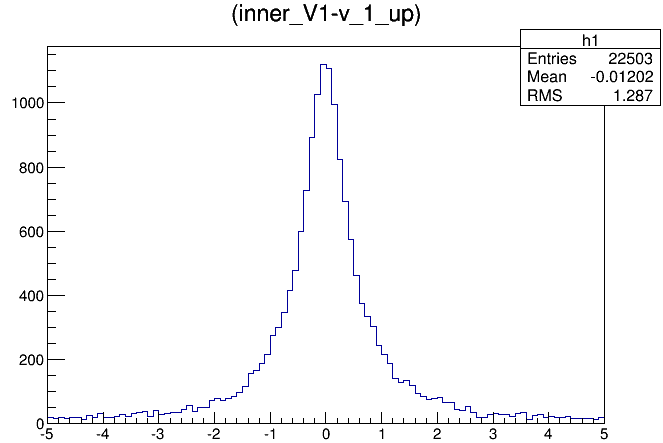 (inner_V1-v_1_up)
h1
Entries 22503
Mean -0.01202
RMS 1.287
1000
800
600
400
200
0
-5 -4 -3 -2 -1 0 1 2 3 4 5